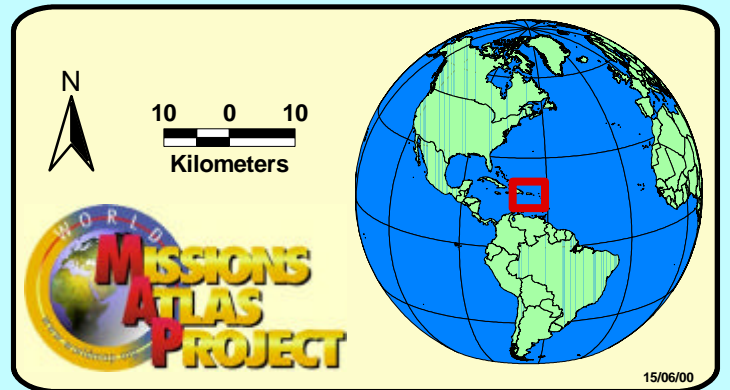 N
10 0 10
Kilometers
WORLD
MISSIONS
ATLAS
PROJECT
15/06/00